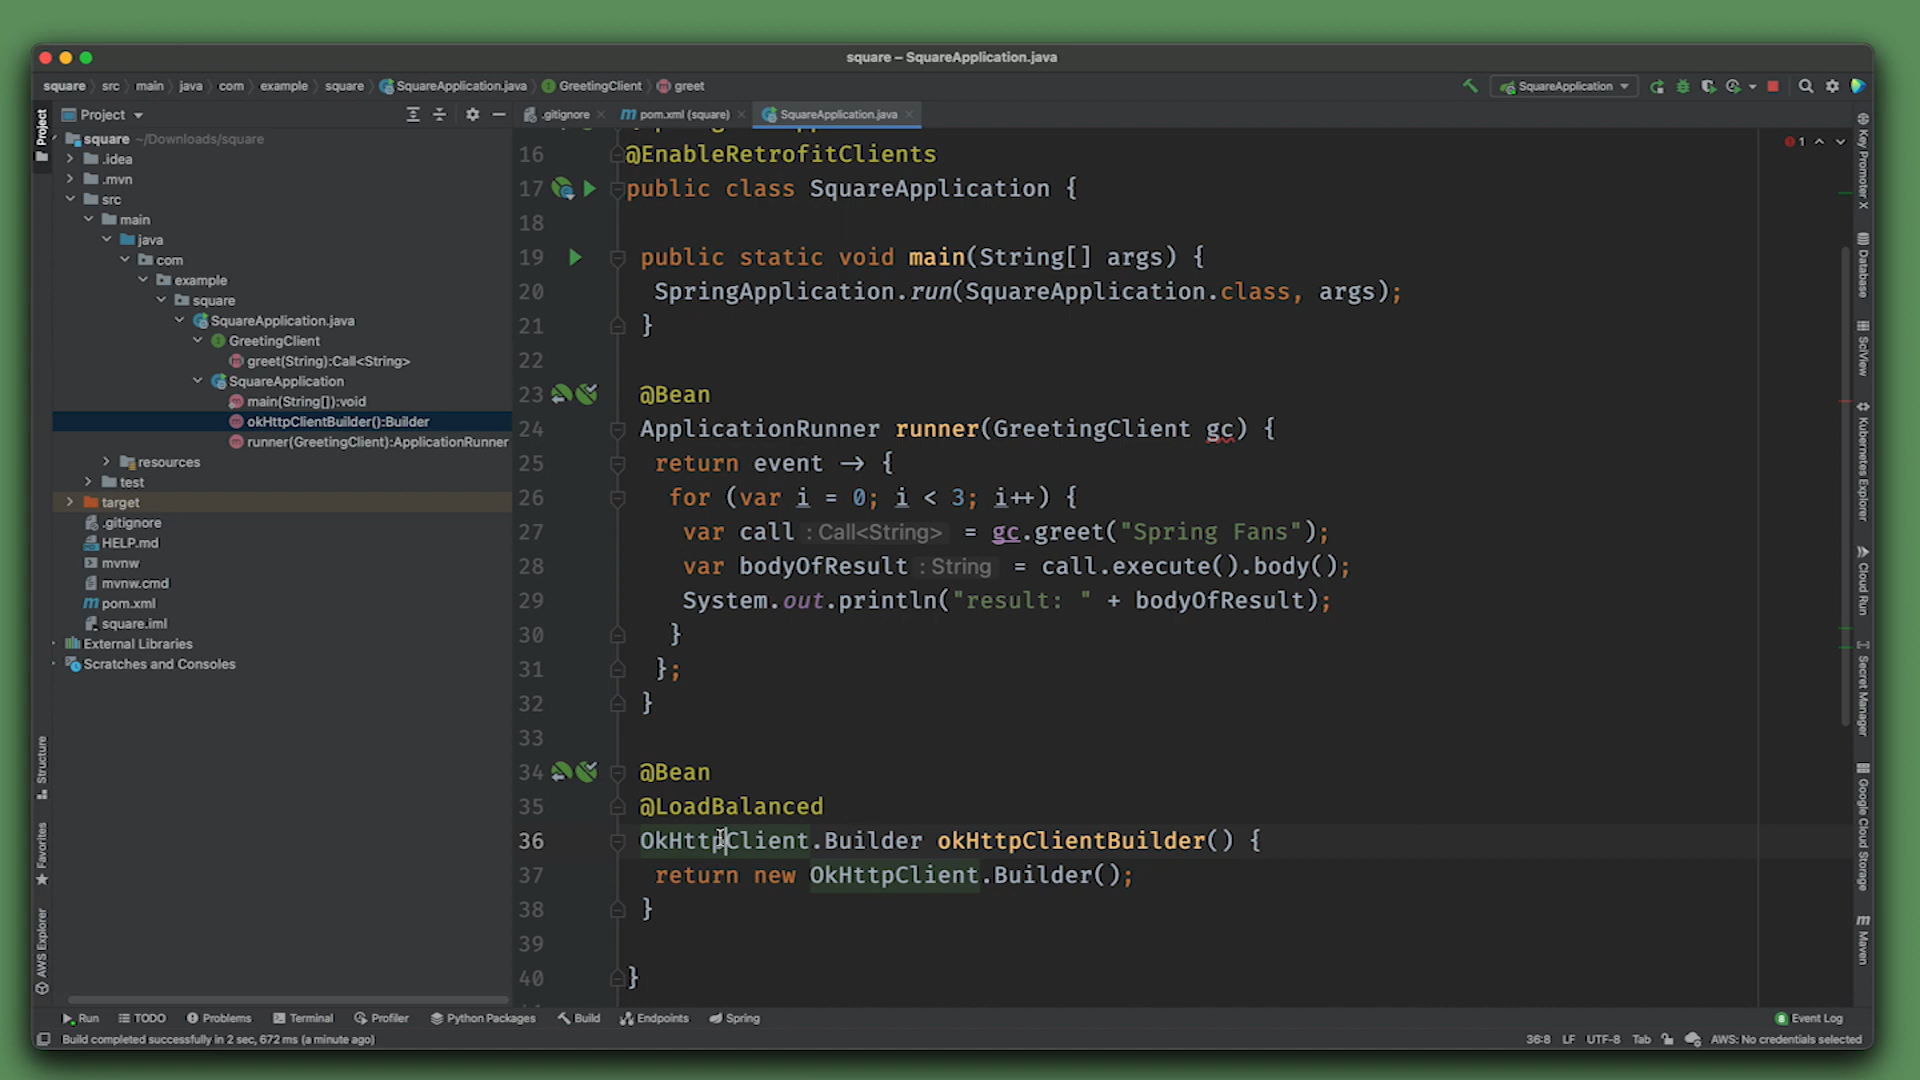 square – SquareApplication.java
square src main java com example square SquareApplication.java GreetingClient greet
SquareApplication
Project
.gitignore
pom.xml (square)
SquareApplication.java
square ~/Downloads/square
.idea
.mvn
src
main
java
com
example
square
SquareApplication.java
GreetingClient
greet(String):Call<String>
SquareApplication
main(String[]):void
okHttpClientBuilder():Builder
runner(GreetingClient):ApplicationRunner
resources
test
target
.gitignore
HELP.md
mvnw
mvnw.cmd
pom.xml
square.iml
External Libraries
Scratches and Consoles
Project
Structure
Favorites
AWS Explorer
16 @EnableRetrofitClients
17 public class SquareApplication {
18
19 public static void main(String[] args) {
20 SpringApplication.run(SquareApplication.class, args);
21 }
22
23 @Bean
24 ApplicationRunner runner(GreetingClient gc) {
25 return event → {
26 for (var i = 0; i < 3; i++) {
27 var call : Call<String> = gc.greet("Spring Fans");
28 var bodyOfResult : String = call.execute().body();
29 System.out.println("result: " + bodyOfResult);
30 }
31 };
32 }
33
34 @Bean
35 @LoadBalanced
36 OkHttpClient.Builder okHttpClientBuilder() {
37 return new OkHttpClient.Builder();
38 }
39
40 }
1
Key Promoter X
Database
SciView
Kubernetes Explorer
Cloud Run
Secret Manager
Google Cloud Storage
Maven
Run TODO Problems Terminal Profiler Python Packages Build Endpoints Spring
8 Event Log
Build completed successfully in 2 sec, 672 ms (a minute ago)
36:8 LF UTF-8 Tab AWS: No credentials selected